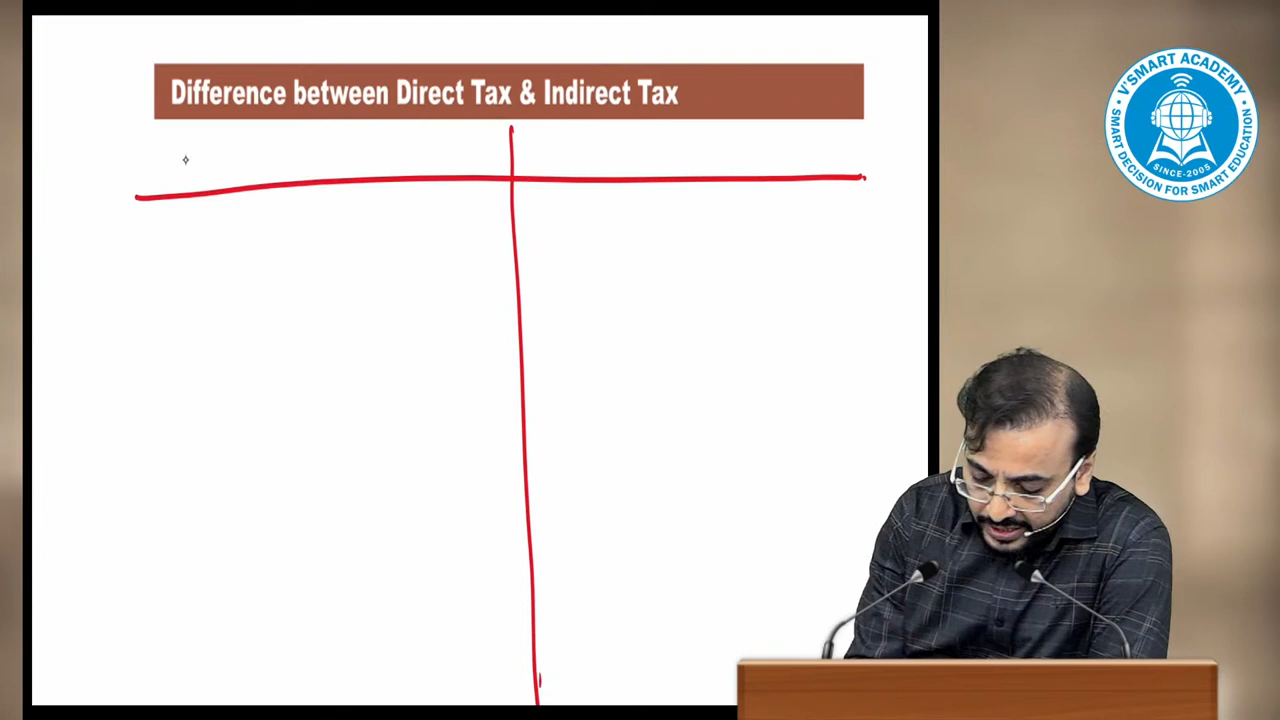 Difference between Direct Tax & Indirect Tax
V'SMART ACADEMY
SINCE-2005
SMART DECISION FOR SMART EDUCATION